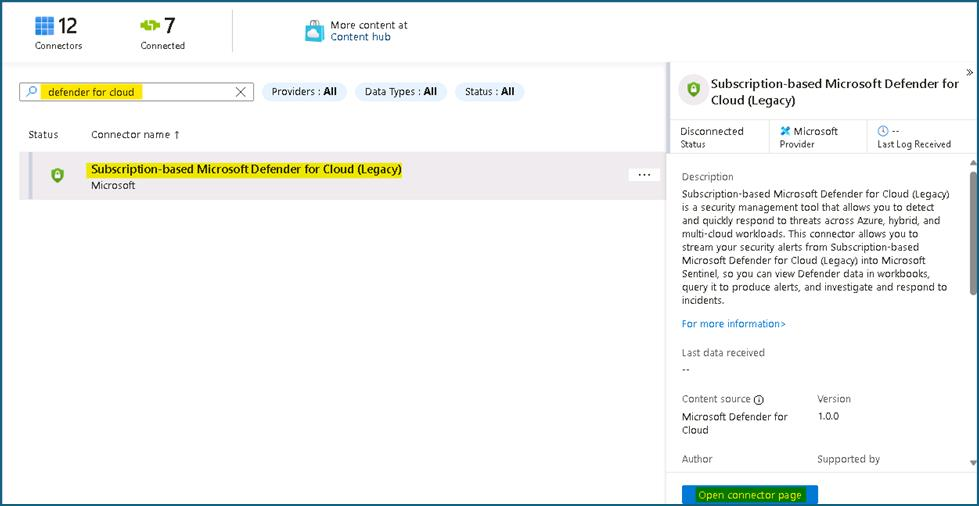 12
Connectors
7
Connected
More content at
Content hub
defender for cloud
Providers : All
Data Types : All
Status : All
Status
Connector name ↑
Subscription-based Microsoft Defender for Cloud (Legacy)
Microsoft
...
»
Subscription-based Microsoft Defender for
Cloud (Legacy)
Disconnected
Status
Microsoft
Provider
--
Last Log Received
Description
Subscription-based Microsoft Defender for Cloud (Legacy)
is a security management tool that allows you to detect
and quickly respond to threats across Azure, hybrid, and
multi-cloud workloads. This connector allows you to
stream your security alerts from Subscription-based
Microsoft Defender for Cloud (Legacy) into Microsoft
Sentinel, so you can view Defender data in workbooks,
query it to produce alerts, and investigate and respond to
incidents.
For more information>
Last data received
--
Content source
Microsoft Defender for
Cloud
Version
1.0.0
Author
Supported by
Open connector page